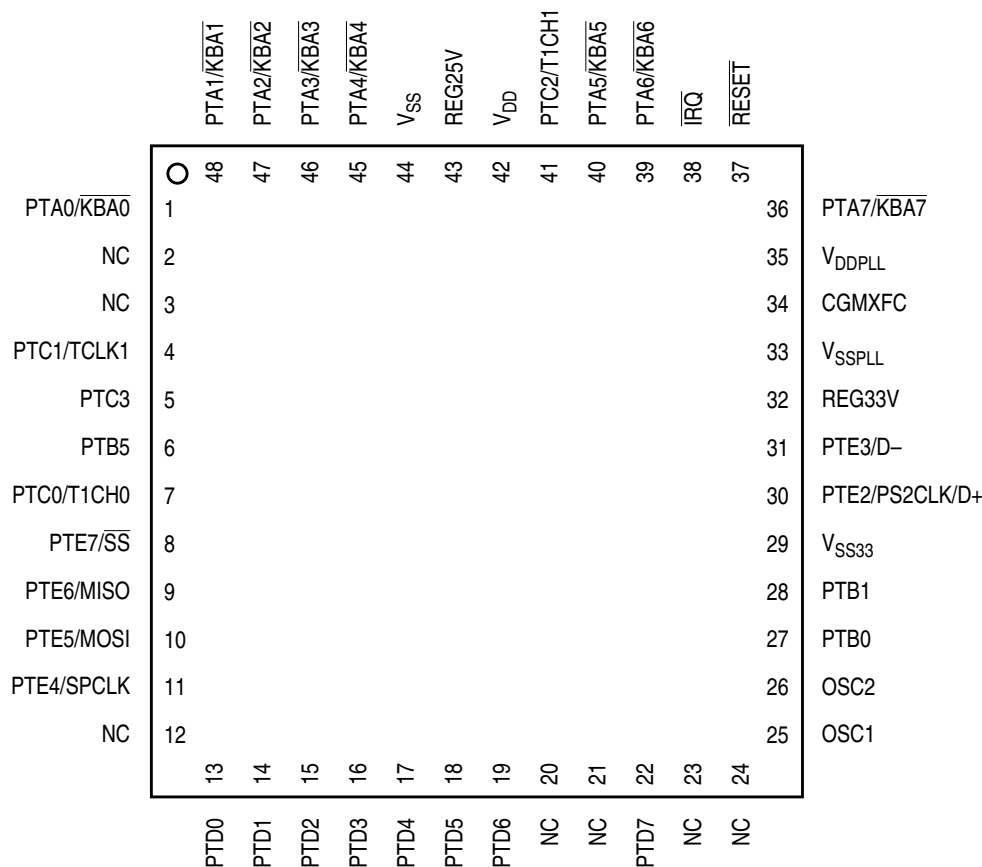 PTA1/KBA1
PTA2/KBA2
PTA3/KBA3
PTA4/KBA4
VSS
REG25V
VDD
PTC2/T1CH1
PTA5/KBA5
PTA6/KBA6
IRQ
RESET
48
47
46
45
44
43
42
41
40
39
38
37
PTA0/KBA0 1
NC 2
NC 3
PTC1/TCLK1 4
PTC3 5
PTB5 6
PTC0/T1CH0 7
PTE7/SS 8
PTE6/MISO 9
PTE5/MOSI 10
PTE4/SPCLK 11
NC 12
36 PTA7/KBA7
35 VDDPLL
34 CGMXFC
33 VSSPLL
32 REG33V
31 PTE3/D–
30 PTE2/PS2CLK/D+
29 VSS33
28 PTB1
27 PTB0
26 OSC2
25 OSC1
13
14
15
16
17
18
19
20
21
22
23
24
PTD0
PTD1
PTD2
PTD3
PTD4
PTD5
PTD6
NC
NC
PTD7
NC
NC